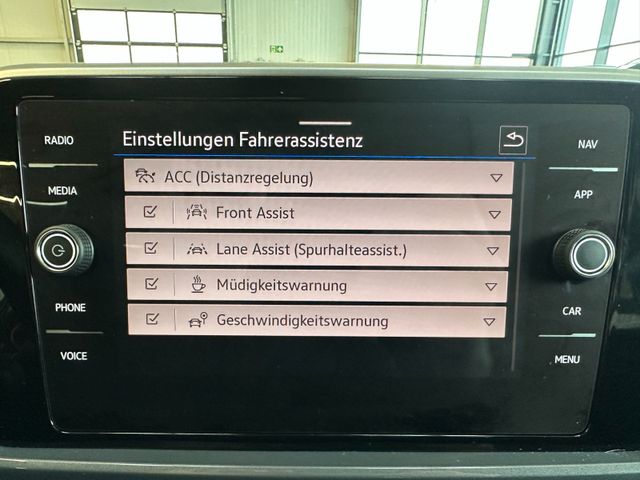 RADIO
MEDIA
PHONE
VOICE
Einstellungen Fahrerassistenz
ACC (Distanzregelung)
Front Assist
Lane Assist (Spurhalteassist.)
Müdigkeitswarnung
Geschwindigkeitswarnung
NAV
APP
CAR
MENU